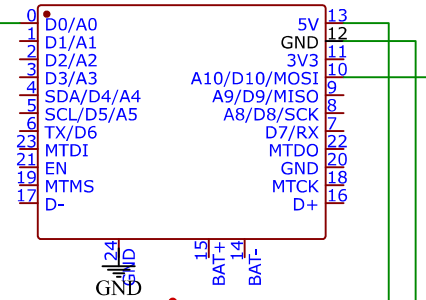 0 D0/A0 5V 13
1 D1/A1 GND 12
2 D2/A2 3V3 11
3 D3/A3 A10/D10/MOSI 10
4 SDA/D4/A4 A9/D9/MISO 9
5 SCL/D5/A5 A8/D8/SCK 8
6 TX/D6 D7/RX 7
23 MTDI MTDO 22
21 EN GND 20
19 MTMS MTCK 18
17 D- D+ 16
24 GND
15 BAT+
14 BAT-
GND